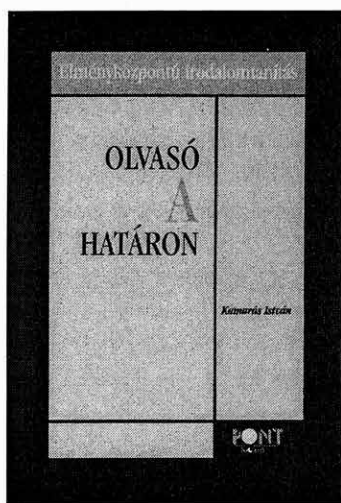 Élményközpontú irodalomtanítás
OLVASÓ
A
HATÁRON
Kamarás István
PONT